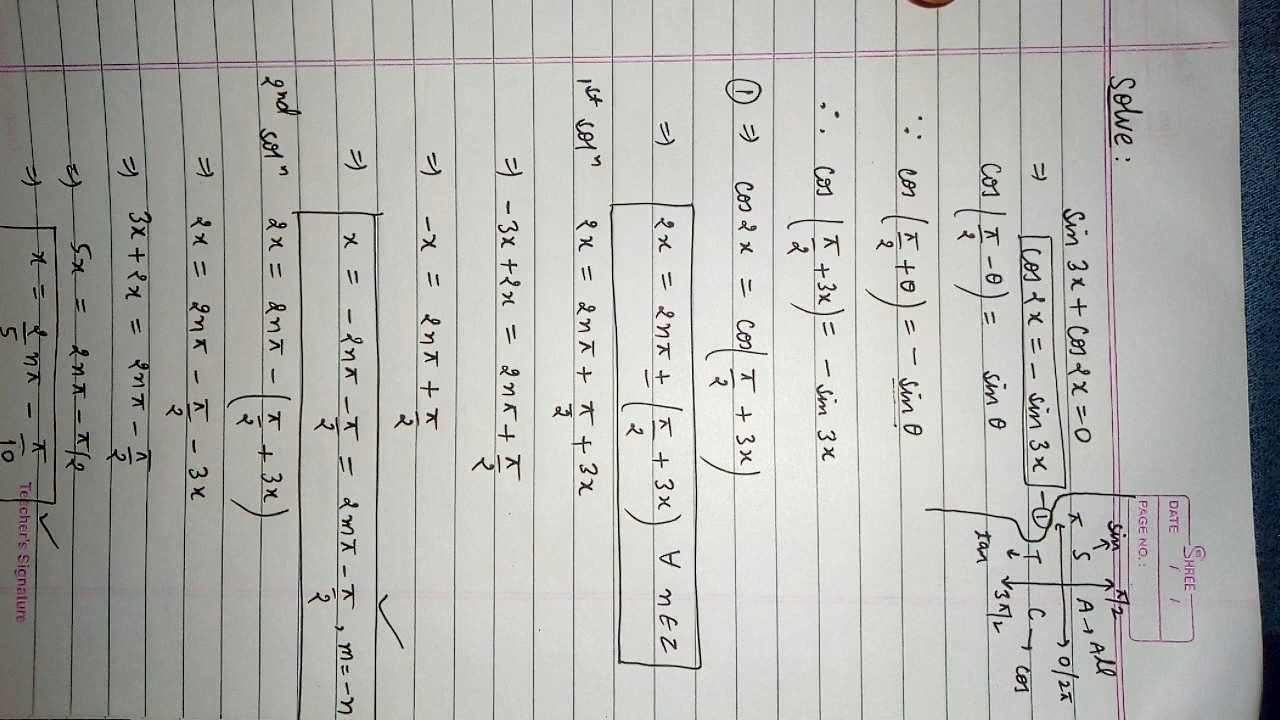 SHREE
DATE / /
PAGE NO.:
sin π/2
π S A → All
0/2π
T C → cos
tan 3π/2
Solve: sin 3x + cos 2x = 0
⇒ cos 2x = - sin 3x - ①
cos(π/2 - θ) = sin θ
∵ cos(π/2 + θ) = - sin θ
∴ cos(π/2 + 3x) = - sin 3x
① ⇒ cos 2x = cos(π/2 + 3x)
⇒ 2x = 2nπ ± (π/2 + 3x) ∀ n ∈ Z
1st solⁿ 2x = 2nπ + π/2 + 3x
⇒ -3x + 2x = 2nπ + π/2
⇒ -x = 2nπ + π/2
⇒ x = -2nπ - π/2 = 2mπ - π/2, m = -n ✓
2nd solⁿ 2x = 2nπ - (π/2 + 3x)
⇒ 2x = 2nπ - π/2 - 3x
⇒ 3x + 2x = 2nπ - π/2
⇒ 5x = 2nπ - π/2
⇒ x = 2/5 nπ - π/10 ✓
Teacher's Signature